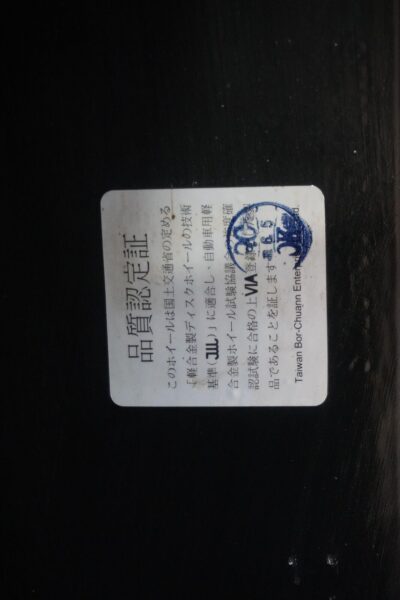 品質認定証
このホイールは国土交通省の定める
「軽合金製ディスクホイールの技術
基準(JWL)」に適合し、自動車用軽
合金製ホイール試験協議会
認試験に合格の上VIA登録
品であることを証します
Taiwan Bor-Chuann
QC
865
OK